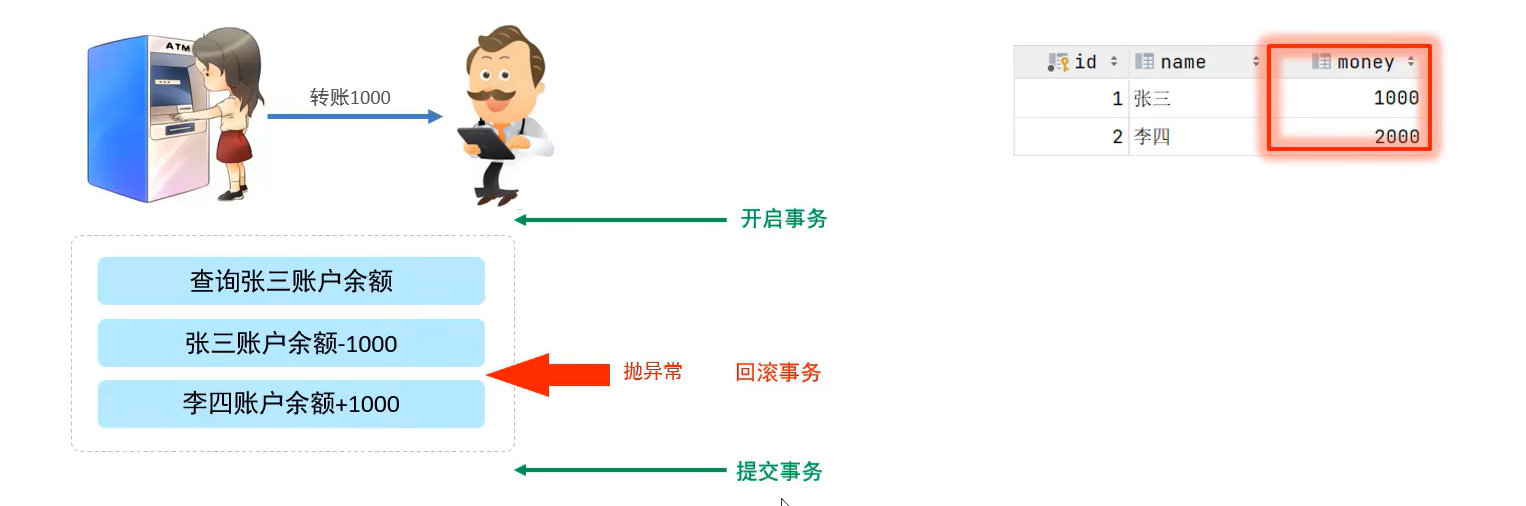 ATM
转账1000
id name money
1 张三 1000
2 李四 2000
开启事务
查询张三账户余额
张三账户余额-1000
抛异常 回滚事务
李四账户余额+1000
提交事务